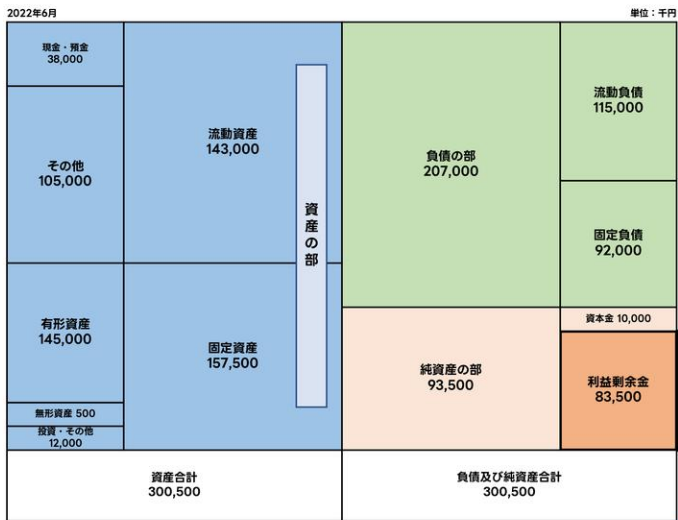 2022年6月
単位：千円
現金・預金
38,000
その他
105,000
流動資産
143,000
有形資産
145,000
無形資産 500
投資・その他
12,000
固定資産
157,500
資産の部
負債の部
207,000
流動負債
115,000
固定負債
92,000
純資産の部
93,500
資本金 10,000
利益剰余金
83,500
資産合計
300,500
負債及び純資産合計
300,500